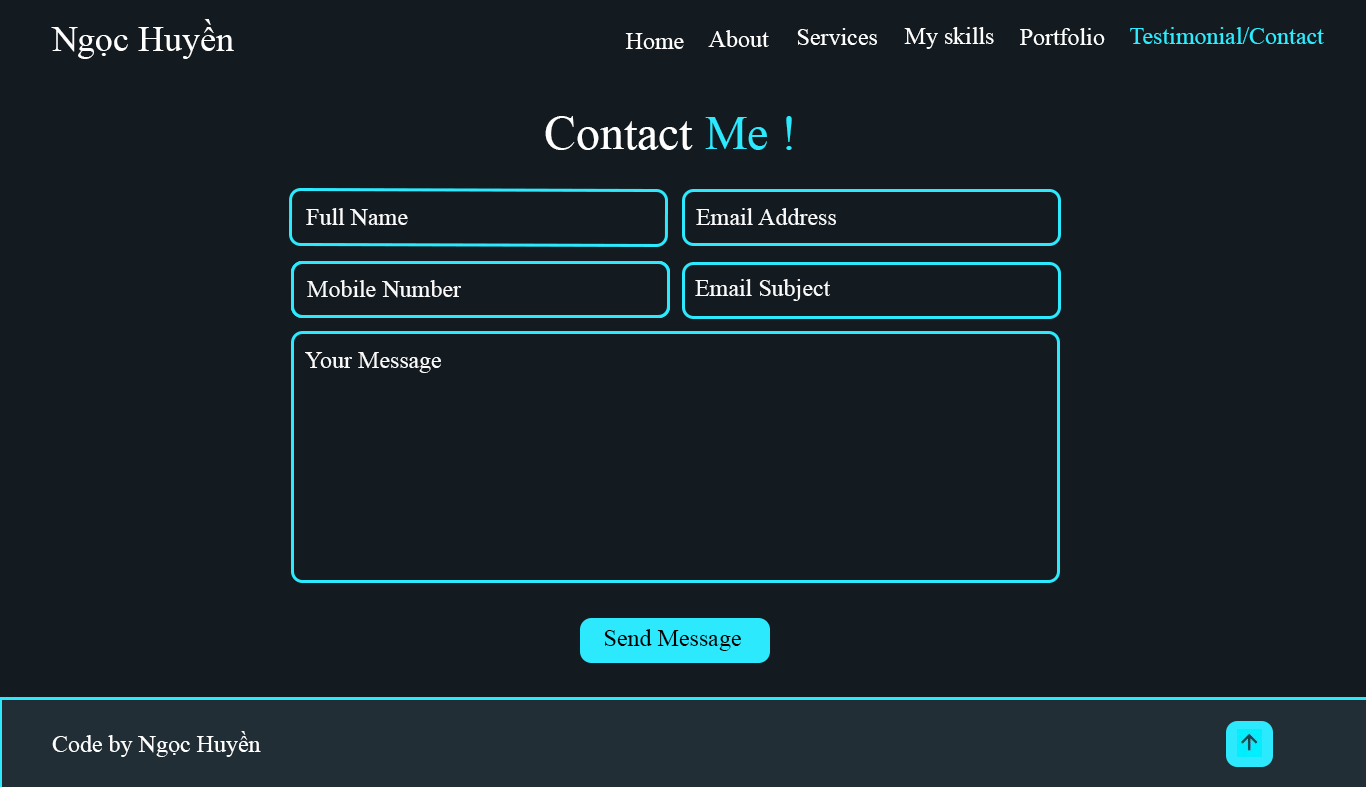 Ngọc Huyền
Home About Services My skills Portfolio Testimonial/Contact
Contact Me !
Full Name
Email Address
Mobile Number
Email Subject
Your Message
Send Message
Code by Ngọc Huyền